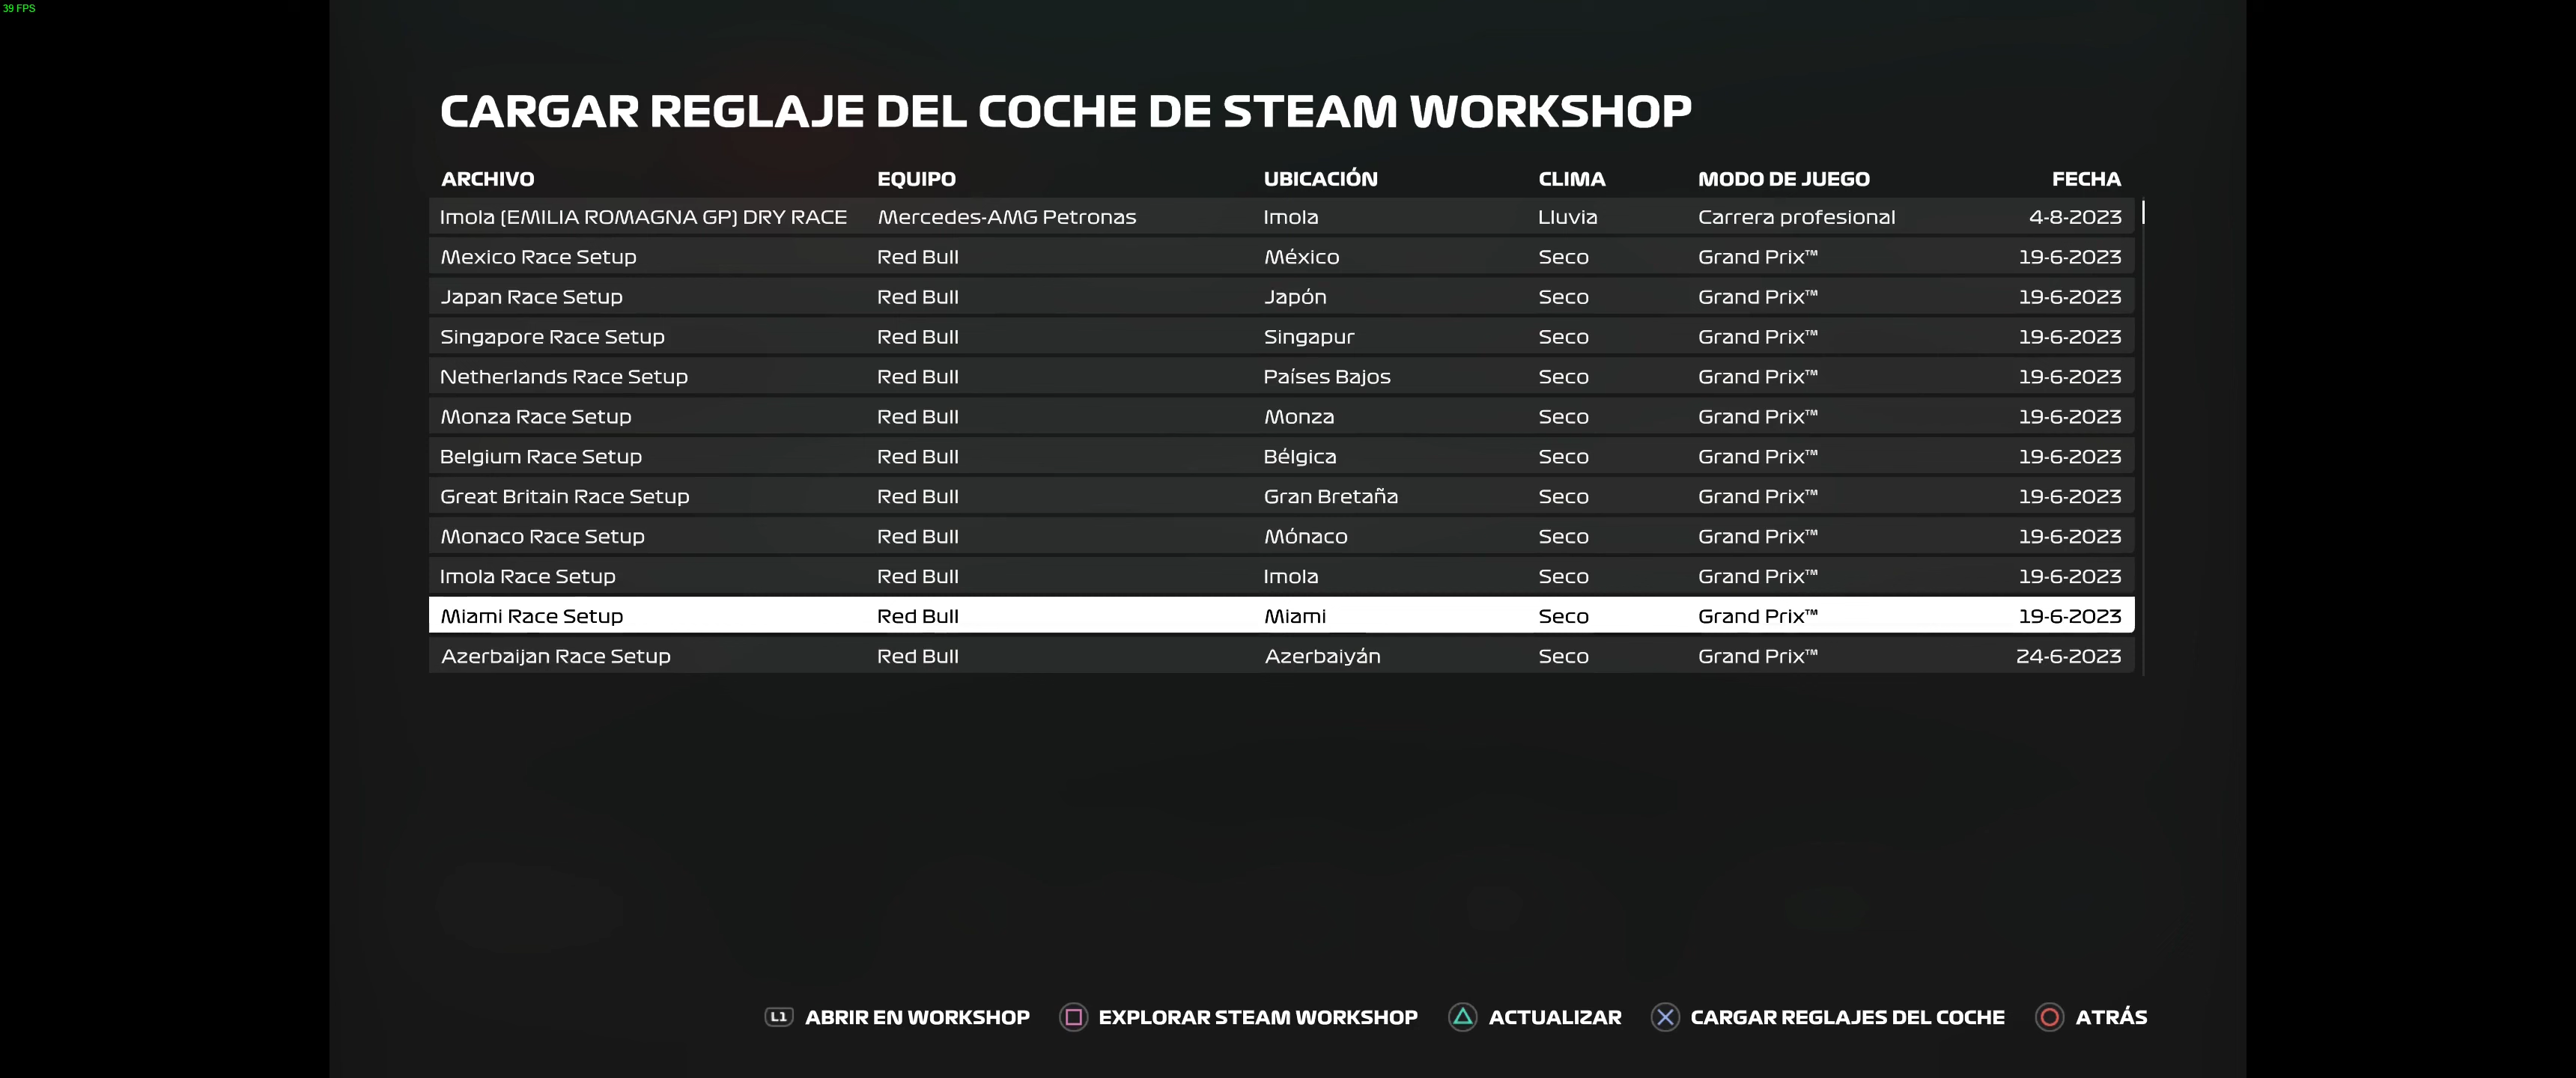 39 FPS
CARGAR REGLAJE DEL COCHE DE STEAM WORKSHOP
ARCHIVO EQUIPO UBICACIÓN CLIMA MODO DE JUEGO FECHA
Imola (EMILIA ROMAGNA GP) DRY RACE Mercedes-AMG Petronas Imola Lluvia Carrera profesional 4-8-2023
Mexico Race Setup Red Bull México Seco Grand Prix™ 19-6-2023
Japan Race Setup Red Bull Japón Seco Grand Prix™ 19-6-2023
Singapore Race Setup Red Bull Singapur Seco Grand Prix™ 19-6-2023
Netherlands Race Setup Red Bull Países Bajos Seco Grand Prix™ 19-6-2023
Monza Race Setup Red Bull Monza Seco Grand Prix™ 19-6-2023
Belgium Race Setup Red Bull Bélgica Seco Grand Prix™ 19-6-2023
Great Britain Race Setup Red Bull Gran Bretaña Seco Grand Prix™ 19-6-2023
Monaco Race Setup Red Bull Mónaco Seco Grand Prix™ 19-6-2023
Imola Race Setup Red Bull Imola Seco Grand Prix™ 19-6-2023
Miami Race Setup Red Bull Miami Seco Grand Prix™ 19-6-2023
Azerbaijan Race Setup Red Bull Azerbaiyán Seco Grand Prix™ 24-6-2023
L1 ABRIR EN WORKSHOP EXPLORAR STEAM WORKSHOP ACTUALIZAR CARGAR REGLAJES DEL COCHE ATRÁS